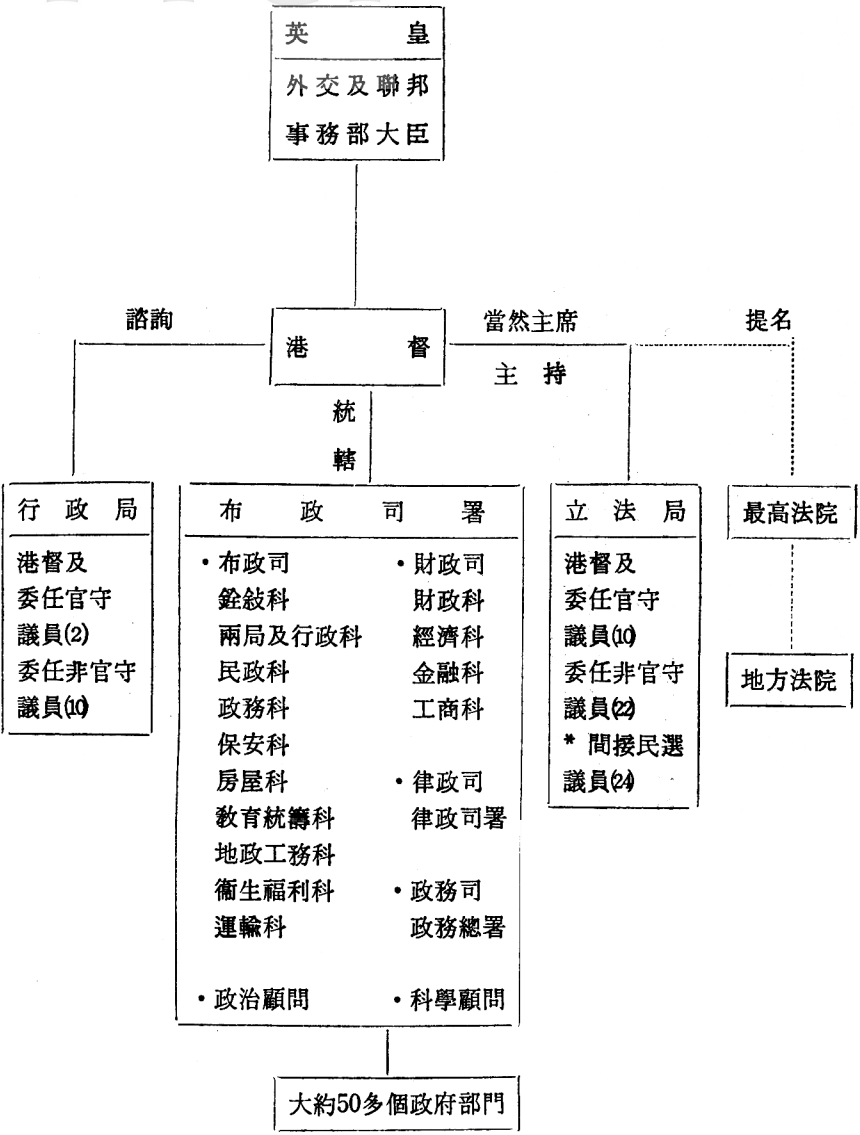 英皇
外交及聯邦
事務部大臣
諮詢
港督
當然主席
主持
提名
統
轄
行政局
港督及
委任官守
議員(2)
委任非官守
議員(10)
布政司署
・布政司
銓敍科
兩局及行政科
民政科
政務科
保安科
房屋科
教育統籌科
地政工務科
衞生福利科
運輸科
・政治顧問
・財政司
財政科
經濟科
金融科
工商科
・律政司
律政司署
・政務司
政務總署
・科學顧問
立法局
港督及
委任官守
議員(10)
委任非官守
議員(22)
* 間接民選
議員(24)
最高法院
地方法院
大約50多個政府部門